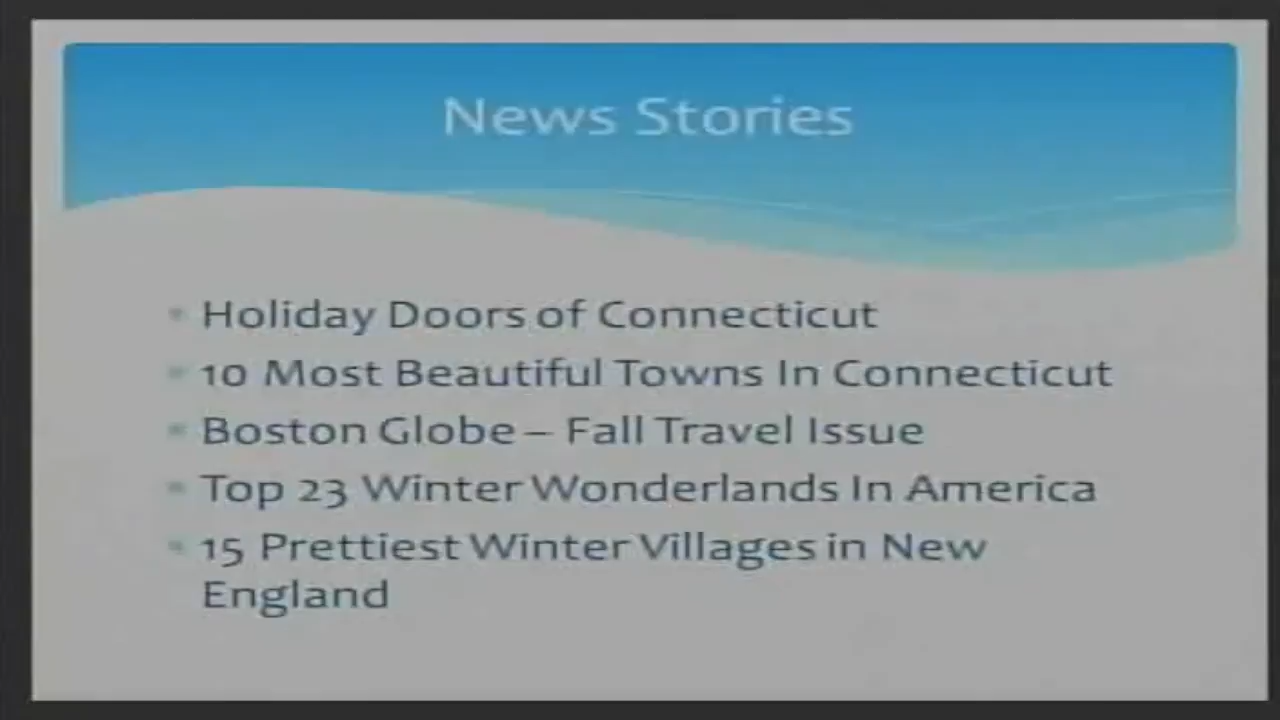 News Stories
Holiday Doors of Connecticut
10 Most Beautiful Towns In Connecticut
Boston Globe – Fall Travel Issue
Top 23 Winter Wonderlands In America
15 Prettiest Winter Villages in New
England